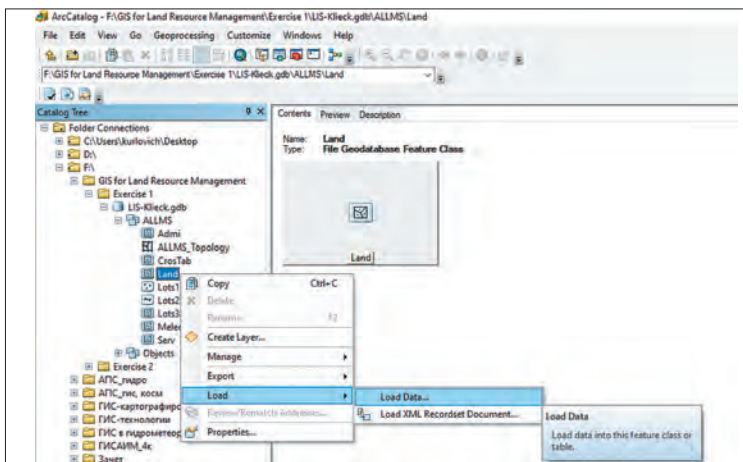 ArcCatalog - F:\GIS for Land Resource Management\Exercise 1\LIS-Klieck.gdb\ALLMS\Land
File Edit View Go Geoprocessing Customize Windows Help
F:\GIS for Land Resource Management\Exercise 1\LIS-Klieck.gdb\ALLMS\Land
Catalog Tree
Folder Connections
C:\Users\kurlovich\Desktop
D:\
F:\
GIS for Land Resource Management
Exercise 1
LIS-Klieck.gdb
ALLMS
Admi
ALLMS_Topology
CrosTab
Land
Lots1
Lots2
Lots3
Melen
Serv
Objects
Exercise 2
АПС_гидро
АПС_гис, косм
ГИС-картографиро
ГИС-технологии
ГИС в гидрометеор
ГИСАИМ_4к
Зачет
Contents Preview Description
Name: Land
Type: File Geodatabase Feature Class
Land
Copy Ctrl+C
Delete
Rename F2
Create Layer...
Manage
Export
Load
Review/Rematch Addresses...
Properties...
Load Data...
Load XML Recordset Document...
Load Data
Load data into this feature class or
table.